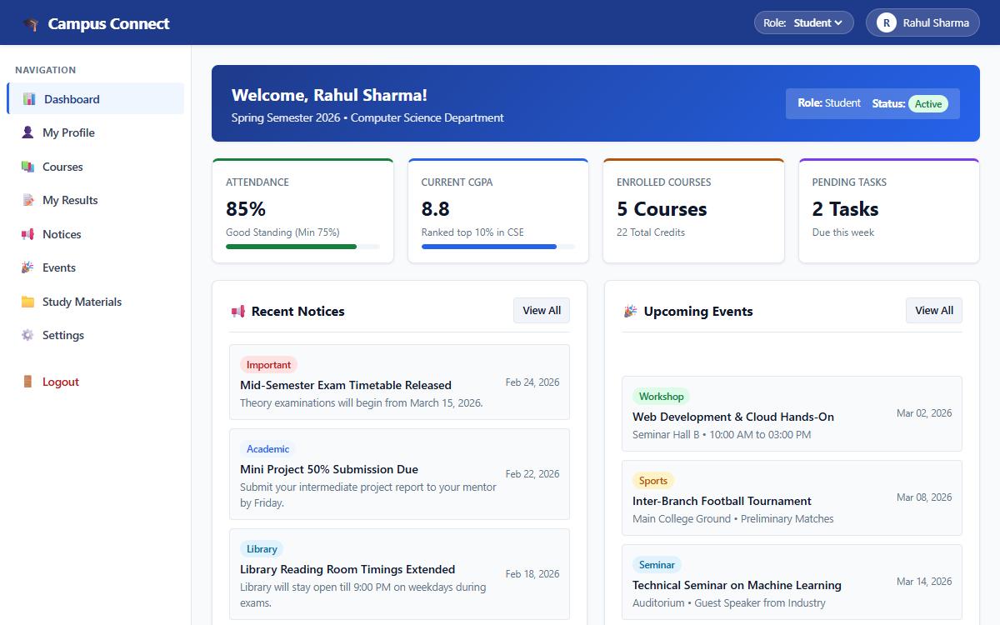 Campus Connect
Role: Student
R Rahul Sharma
NAVIGATION
Dashboard
My Profile
Courses
My Results
Notices
Events
Study Materials
Settings
Logout
Welcome, Rahul Sharma!
Spring Semester 2026 • Computer Science Department
Role: Student Status: Active
ATTENDANCE
85%
Good Standing (Min 75%)
CURRENT CGPA
8.8
Ranked top 10% in CSE
ENROLLED COURSES
5 Courses
22 Total Credits
PENDING TASKS
2 Tasks
Due this week
Recent Notices
View All
Important
Mid-Semester Exam Timetable Released
Theory examinations will begin from March 15, 2026.
Feb 24, 2026
Academic
Mini Project 50% Submission Due
Submit your intermediate project report to your mentor
by Friday.
Feb 22, 2026
Library
Library Reading Room Timings Extended
Library will stay open till 9:00 PM on weekdays during
exams.
Feb 18, 2026
Upcoming Events
View All
Workshop
Web Development & Cloud Hands-On
Seminar Hall B • 10:00 AM to 03:00 PM
Mar 02, 2026
Sports
Inter-Branch Football Tournament
Main College Ground • Preliminary Matches
Mar 08, 2026
Seminar
Technical Seminar on Machine Learning
Auditorium • Guest Speaker from Industry
Mar 14, 2026